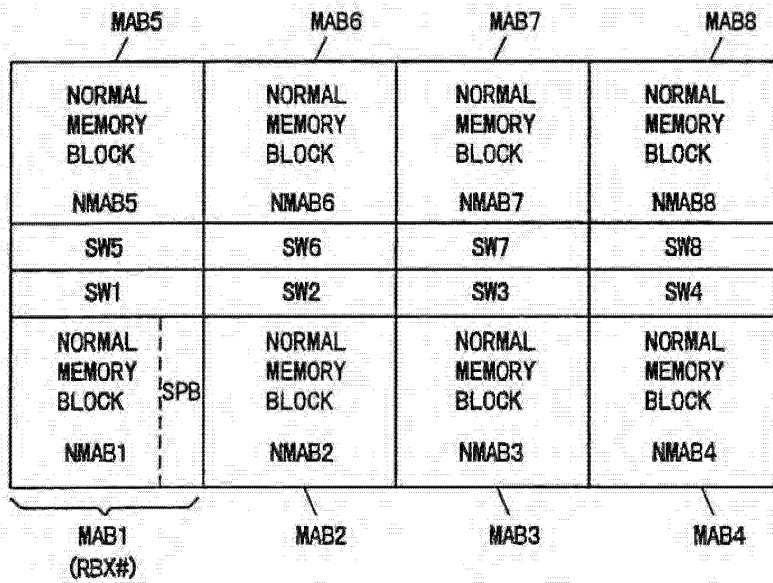 MAB5 MAB6 MAB7 MAB8
NORMAL NORMAL NORMAL NORMAL
MEMORY MEMORY MEMORY MEMORY
BLOCK BLOCK BLOCK BLOCK
NMAB5 NMAB6 NMAB7 NMAB8
SW5 SW6 SW7 SW8
SW1 SW2 SW3 SW4
NORMAL NORMAL NORMAL NORMAL
MEMORY MEMORY MEMORY MEMORY
BLOCK SPB BLOCK BLOCK BLOCK
NMAB1 NMAB2 NMAB3 NMAB4
MAB1 MAB2 MAB3 MAB4
(RBX#)